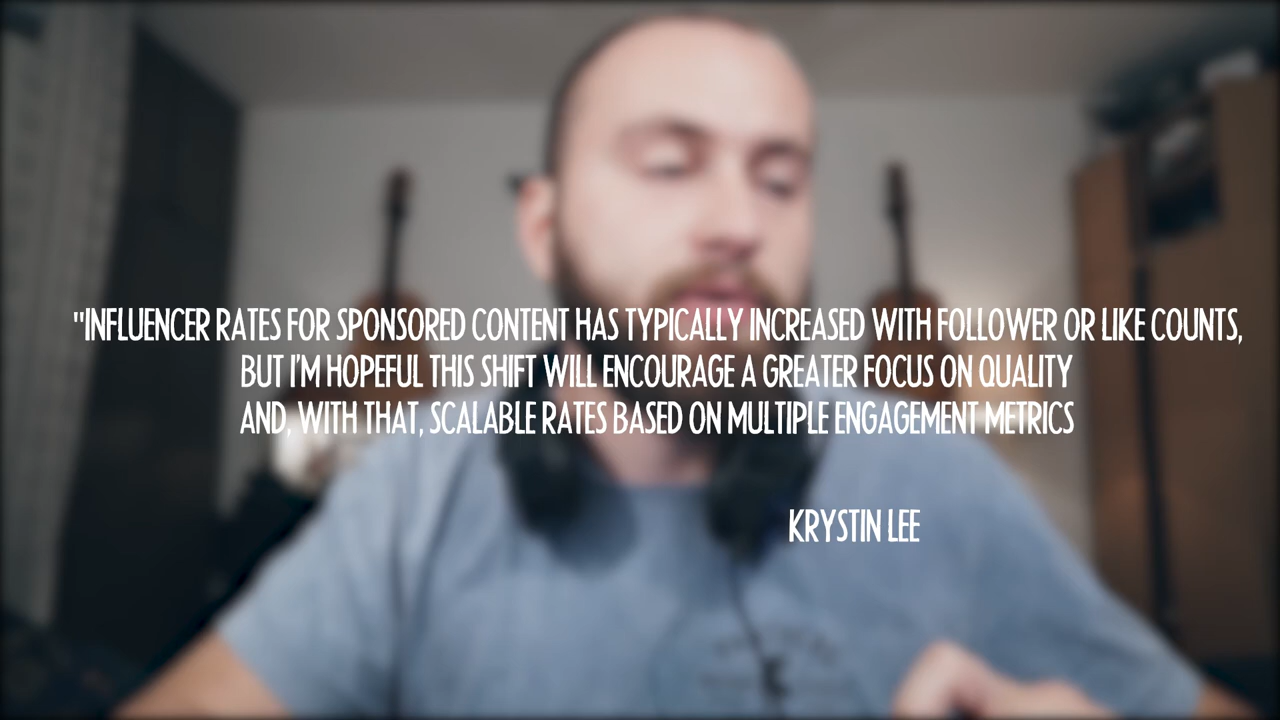 "INFLUENCER RATES FOR SPONSORED CONTENT HAS TYPICALLY INCREASED WITH FOLLOWER OR LIKE COUNTS,
BUT I'M HOPEFUL THIS SHIFT WILL ENCOURAGE A GREATER FOCUS ON QUALITY
AND, WITH THAT, SCALABLE RATES BASED ON MULTIPLE ENGAGEMENT METRICS
KRYSTIN LEE